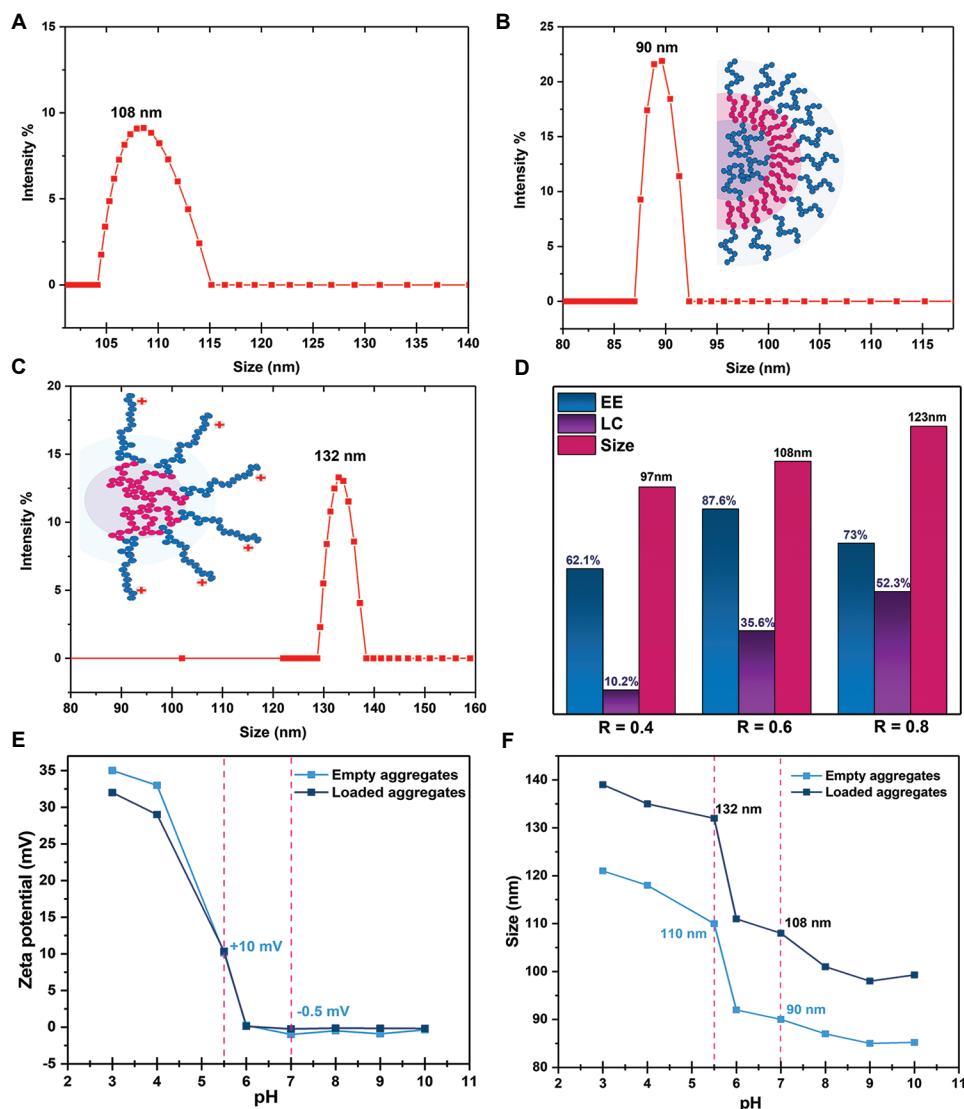 A
15
10
5
0
Intensity %
108 nm
105 110 115 120 125 130 135 140
Size (nm)
B
25
20
15
10
5
0
Intensity %
90 nm
80 85 90 95 100 105 110 115
Size (nm)
C
20
15
10
5
0
Intensity %
132 nm
+ + + + + +
80 90 100 110 120 130 140 150 160
Size (nm)
D
EE
LC
Size
62.1% 10.2% 97nm
87.6% 35.6% 108nm
73% 52.3% 123nm
R = 0.4 R = 0.6 R = 0.8
E
35
30
25
20
15
10
5
0
-5
Zeta potential (mV)
Empty aggregates
Loaded aggregates
+10 mV
-0.5 mV
2 3 4 5 6 7 8 9 10 11
pH
F
140
130
120
110
100
90
80
Size (nm)
Empty aggregates
Loaded aggregates
132 nm
110 nm
108 nm
90 nm
2 3 4 5 6 7 8 9 10 11
pH